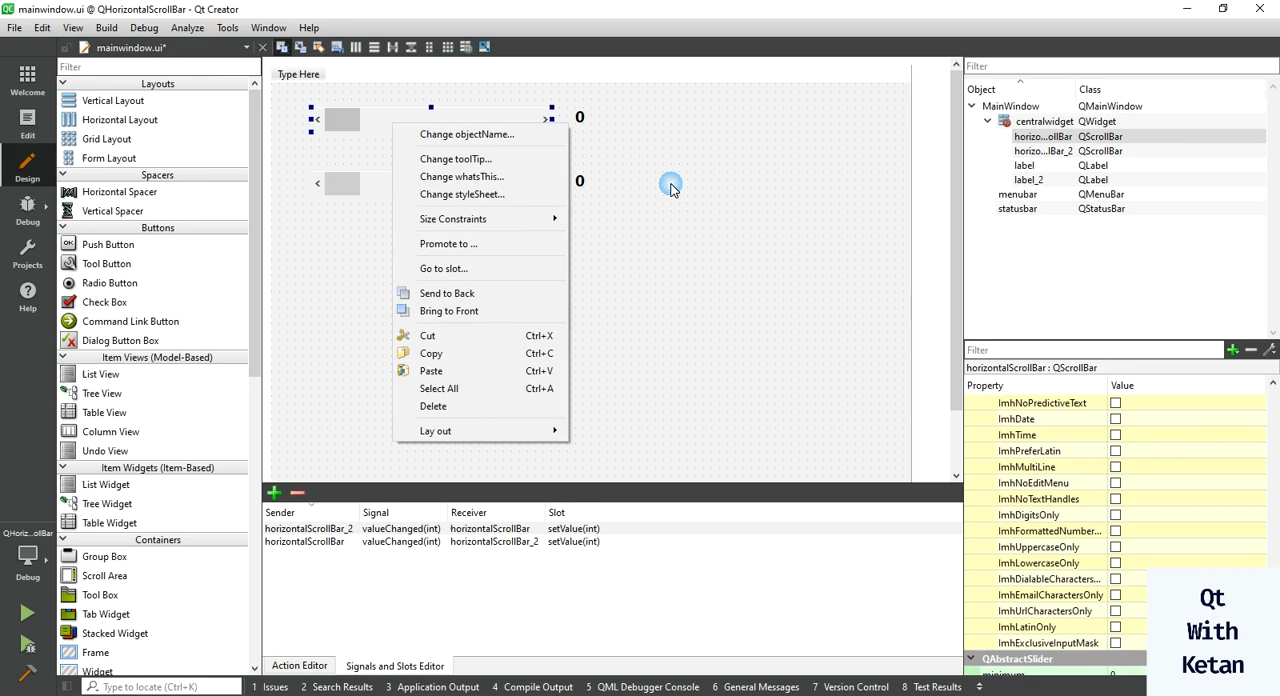 mainwindow.ui @ QHorizontalScrollBar - Qt Creator
File Edit View Build Debug Analyze Tools Window Help
mainwindow.ui*
Filter
Welcome
Edit
Design
Debug
Projects
Help
QHoriz...ollBar
Debug
Layouts
Vertical Layout
Horizontal Layout
Grid Layout
Form Layout
Spacers
Horizontal Spacer
Vertical Spacer
Buttons
Push Button
Tool Button
Radio Button
Check Box
Command Link Button
Dialog Button Box
Item Views (Model-Based)
List View
Tree View
Table View
Column View
Undo View
Item Widgets (Item-Based)
List Widget
Tree Widget
Table Widget
Containers
Group Box
Scroll Area
Tool Box
Tab Widget
Stacked Widget
Frame
Widget
Type Here
0
0
Change objectName...
Change toolTip...
Change whatsThis...
Change styleSheet...
Size Constraints
Promote to ...
Go to slot...
Send to Back
Bring to Front
Cut Ctrl+X
Copy Ctrl+C
Paste Ctrl+V
Select All Ctrl+A
Delete
Lay out
Sender Signal Receiver Slot
horizontalScrollBar_2 valueChanged(int) horizontalScrollBar setValue(int)
horizontalScrollBar valueChanged(int) horizontalScrollBar_2 setValue(int)
Action Editor Signals and Slots Editor
Filter
Object Class
MainWindow QMainWindow
centralwidget QWidget
horizo...ollBar QScrollBar
horizo...lBar_2 QScrollBar
label QLabel
label_2 QLabel
menubar QMenuBar
statusbar QStatusBar
Filter
horizontalScrollBar : QScrollBar
Property Value
ImhNoPredictiveText
ImhDate
ImhTime
ImhPreferLatin
ImhMultiLine
ImhNoEditMenu
ImhNoTextHandles
ImhDigitsOnly
ImhFormattedNumber...
ImhUppercaseOnly
ImhLowercaseOnly
ImhDialableCharacters...
ImhEmailCharactersOnly
ImhUrlCharactersOnly
ImhLatinOnly
ImhExclusiveInputMask
QAbstractSlider
minimum 0
Qt
With
Ketan
Type to locate (Ctrl+K) 1 Issues 2 Search Results 3 Application Output 4 Compile Output 5 QML Debugger Console 6 General Messages 7 Version Control 8 Test Results